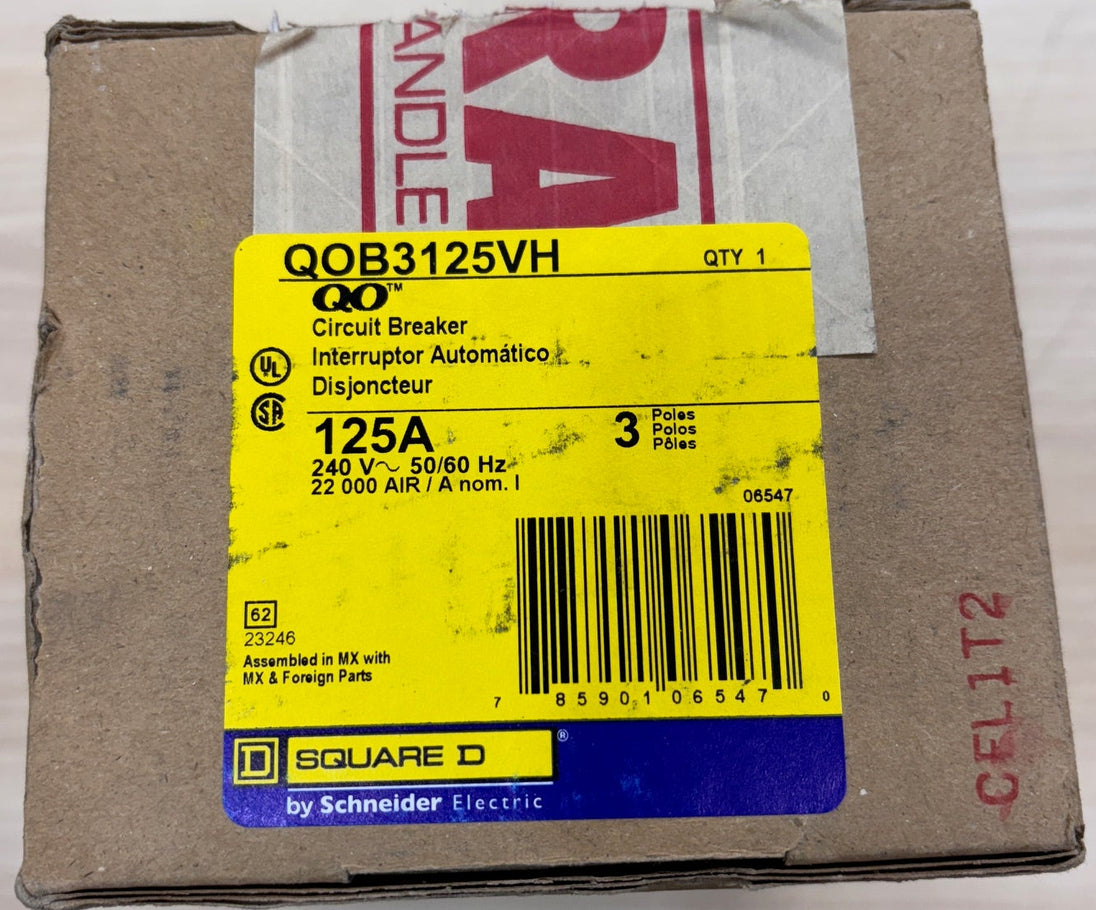 RA
ANDLE
QOB3125VH QTY 1
QO™
Circuit Breaker
Interruptor Automático
Disjoncteur
UL
SA
125A 3 Poles
Polos
Pôles
240 V~ 50/60 Hz
22 000 AIR / A nom. I
06547
62
23246
Assembled in MX with
MX & Foreign Parts
7 85901 06547 0
D SQUARE D ®
by Schneider Electric
CEL1T2